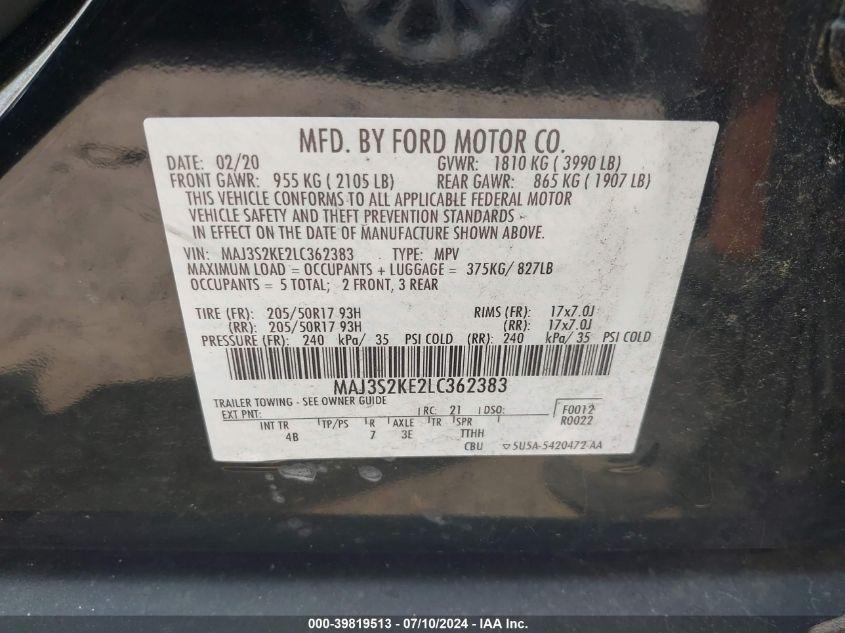 MFD. BY FORD MOTOR CO.
DATE: 02/20 GVWR: 1810 KG ( 3990 LB)
FRONT GAWR: 955 KG ( 2105 LB) REAR GAWR: 865 KG ( 1907 LB)
THIS VEHICLE CONFORMS TO ALL APPLICABLE FEDERAL MOTOR
VEHICLE SAFETY AND THEFT PREVENTION STANDARDS
IN EFFECT ON THE DATE OF MANUFACTURE SHOWN ABOVE.
VIN: MAJ3S2KE2LC362383 TYPE: MPV
MAXIMUM LOAD = OCCUPANTS + LUGGAGE = 375KG/ 827LB
OCCUPANTS = 5 TOTAL; 2 FRONT, 3 REAR
TIRE (FR): 205/50R17 93H RIMS (FR): 17x7.0J
(RR): 205/50R17 93H (RR): 17x7.0J
PRESSURE (FR): 240 kPa/ 35 PSI COLD (RR): 240 kPa/ 35 PSI COLD
MAJ3S2KE2LC362383
TRAILER TOWING - SEE OWNER GUIDE
EXT PNT: RC: 21 DSO: F0012
INT TR TP/PS R AXLE TR SPR R0022
4B 7 3E TTHH
CBU 5U5A-5420472-AA
000-39819513 - 07/10/2024 - IAA Inc.